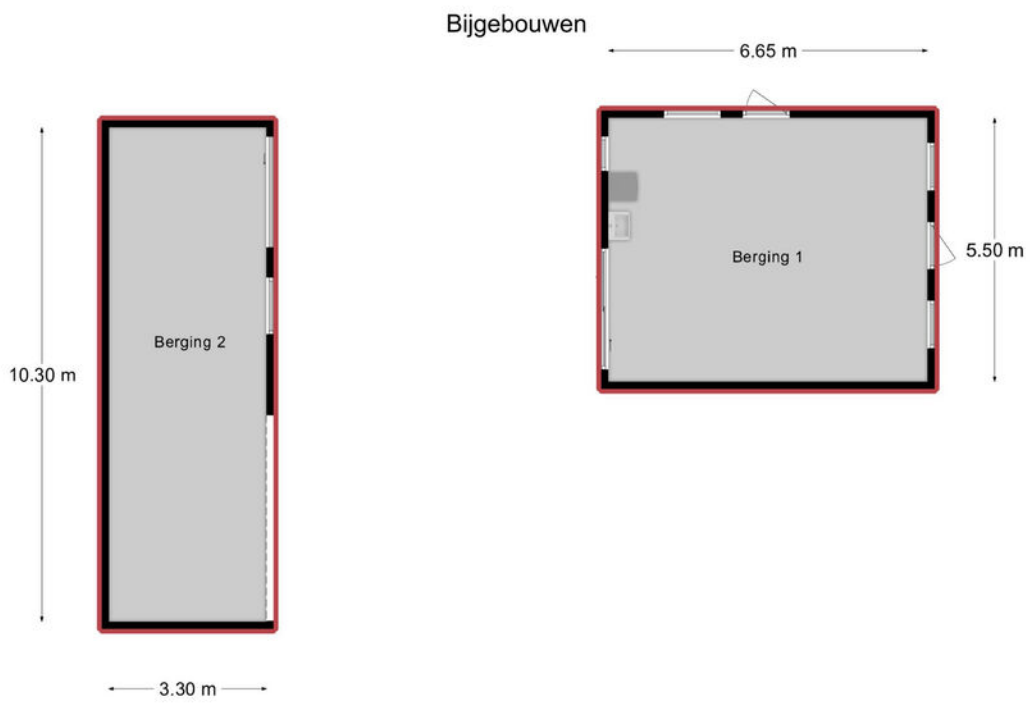 Bijgebouwen
6.65 m
Berging 1
5.50 m
Berging 2
10.30 m
3.30 m